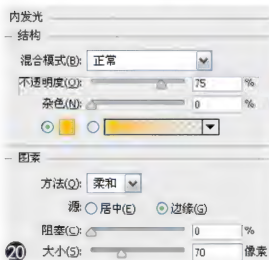 内发光
结构
混合模式(B): 正常
不透明度(O): 75 %
杂色(N): 0 %
图素
方法(Q): 柔和
源: 居中(E) 边缘(G)
阻塞(C): 0 %
20 大小(S): 70 像素